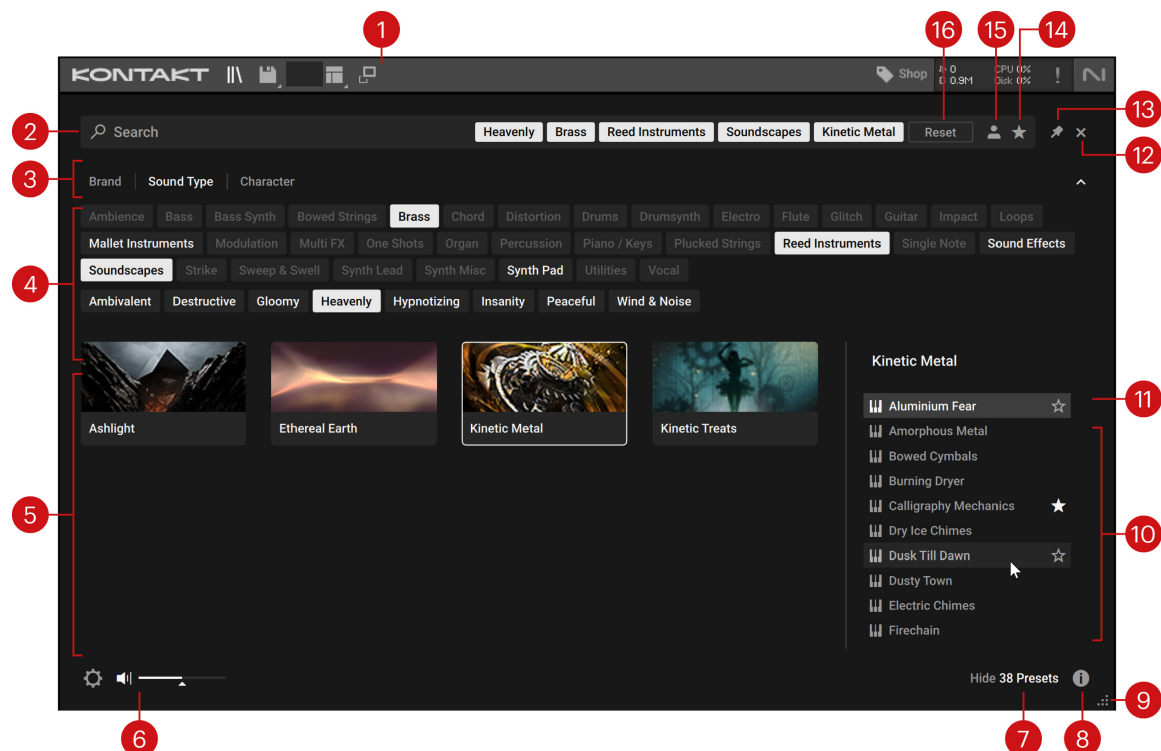 1
16
15
14
KONTAKT
Shop
0
CPU 0%
0.9M
Disk 0%
!
13
2
Search
Heavenly
Brass
Reed Instruments
Soundscapes
Kinetic Metal
Reset
12
3
Brand
Sound Type
Character
Ambience
Bass
Bass Synth
Bowed Strings
Brass
Chord
Distortion
Drums
Drumsynth
Electro
Flute
Glitch
Guitar
Impact
Loops
Mallet Instruments
Modulation
Multi FX
One Shots
Organ
Percussion
Piano / Keys
Plucked Strings
Reed Instruments
Single Note
Sound Effects
4
Soundscapes
Strike
Sweep & Swell
Synth Lead
Synth Misc
Synth Pad
Utilities
Vocal
Ambivalent
Destructive
Gloomy
Heavenly
Hypnotizing
Insanity
Peaceful
Wind & Noise
5
Ashlight
Ethereal Earth
Kinetic Metal
Kinetic Treats
Kinetic Metal
Aluminium Fear
11
Amorphous Metal
Bowed Cymbals
Burning Dryer
Calligraphy Mechanics
10
Dry Ice Chimes
Dusk Till Dawn
Dusty Town
Electric Chimes
Firechain
Hide 38 Presets
i
9
6
7
8